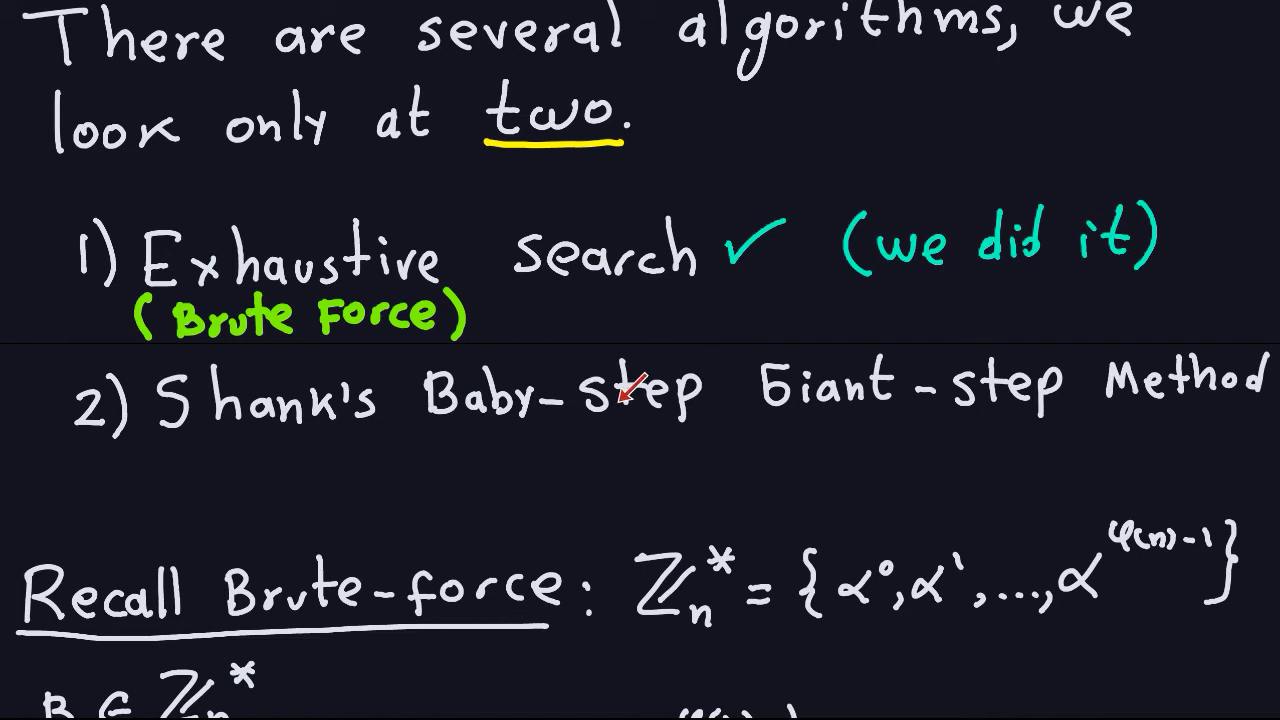 There are several algorithms, we
look only at two.
1) Exhaustive search ✓ (we did it)
(Brute Force)
2) Shank's Baby-step Giant-step Method
Recall Brute-force: ℤₙ* = {α⁰, α¹, ..., α^(φ(n)-1)}
β ∈ ℤₙ*